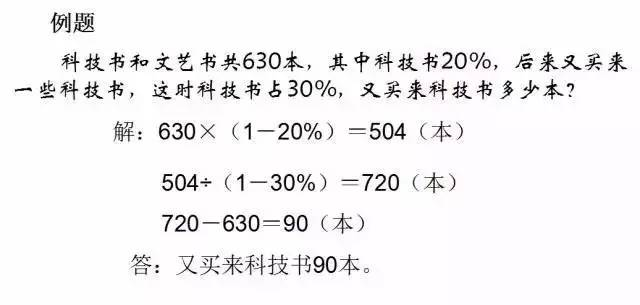 例题
科技书和文艺书共630本，其中科技书20%，后来又买来
一些科技书，这时科技书占30%，又买来科技书多少本？
解：630×（1－20%）＝504（本）
504÷（1－30%）＝720（本）
720－630＝90（本）
答：又买来科技书90本。